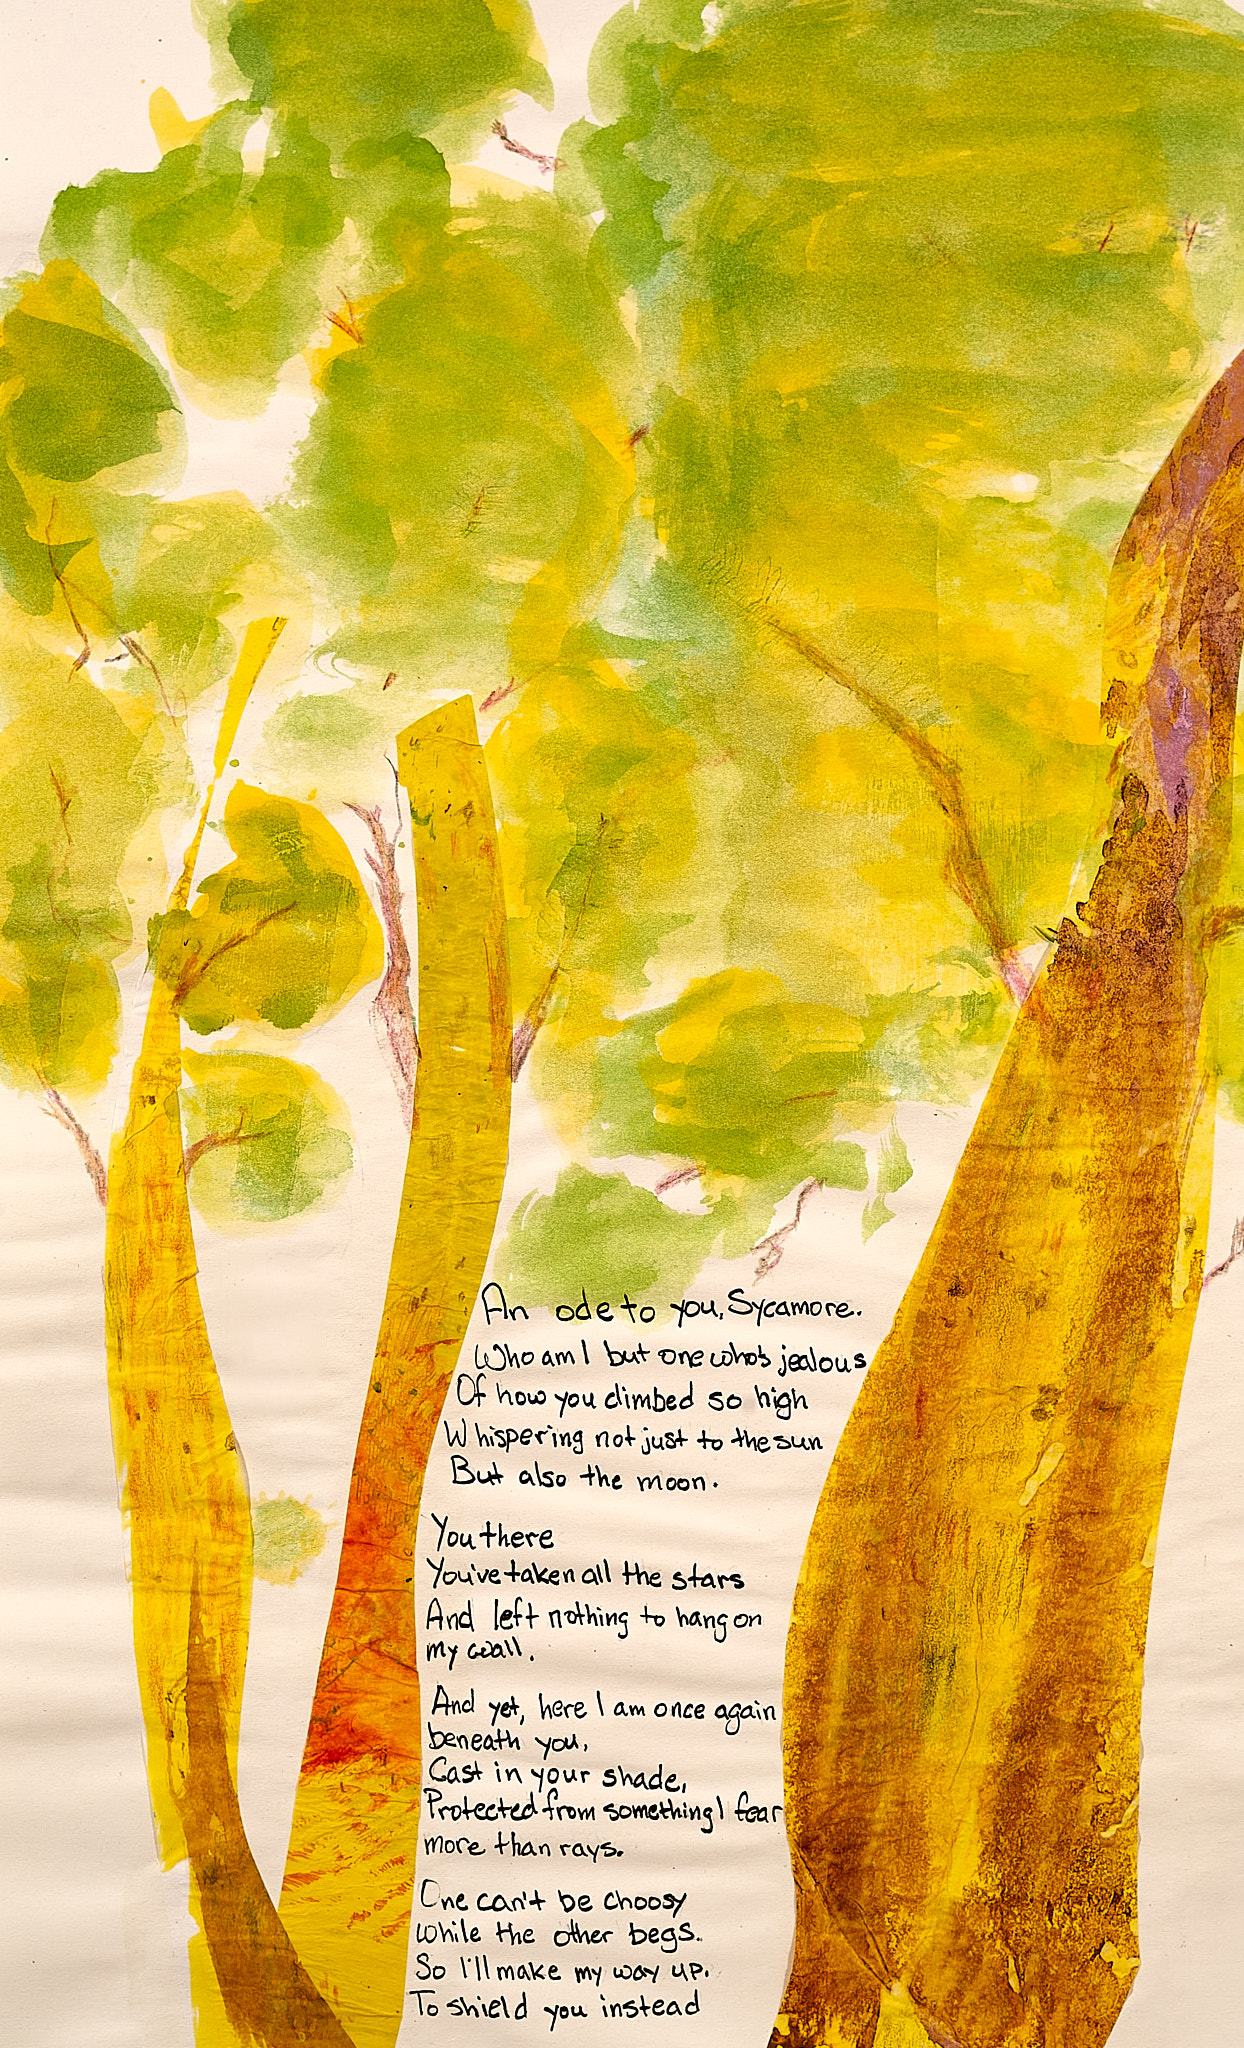 An ode to you, Sycamore.
Who am I but one who's jealous
Of how you climbed so high
Whispering not just to the sun
But also the moon.
You there
You've taken all the stars
And left nothing to hang on
my wall.
And yet, here I am once again
beneath you,
Cast in your shade,
Protected from something I fear
more than rays.
One can't be choosy
while the other begs.
So I'll make my way up.
To shield you instead